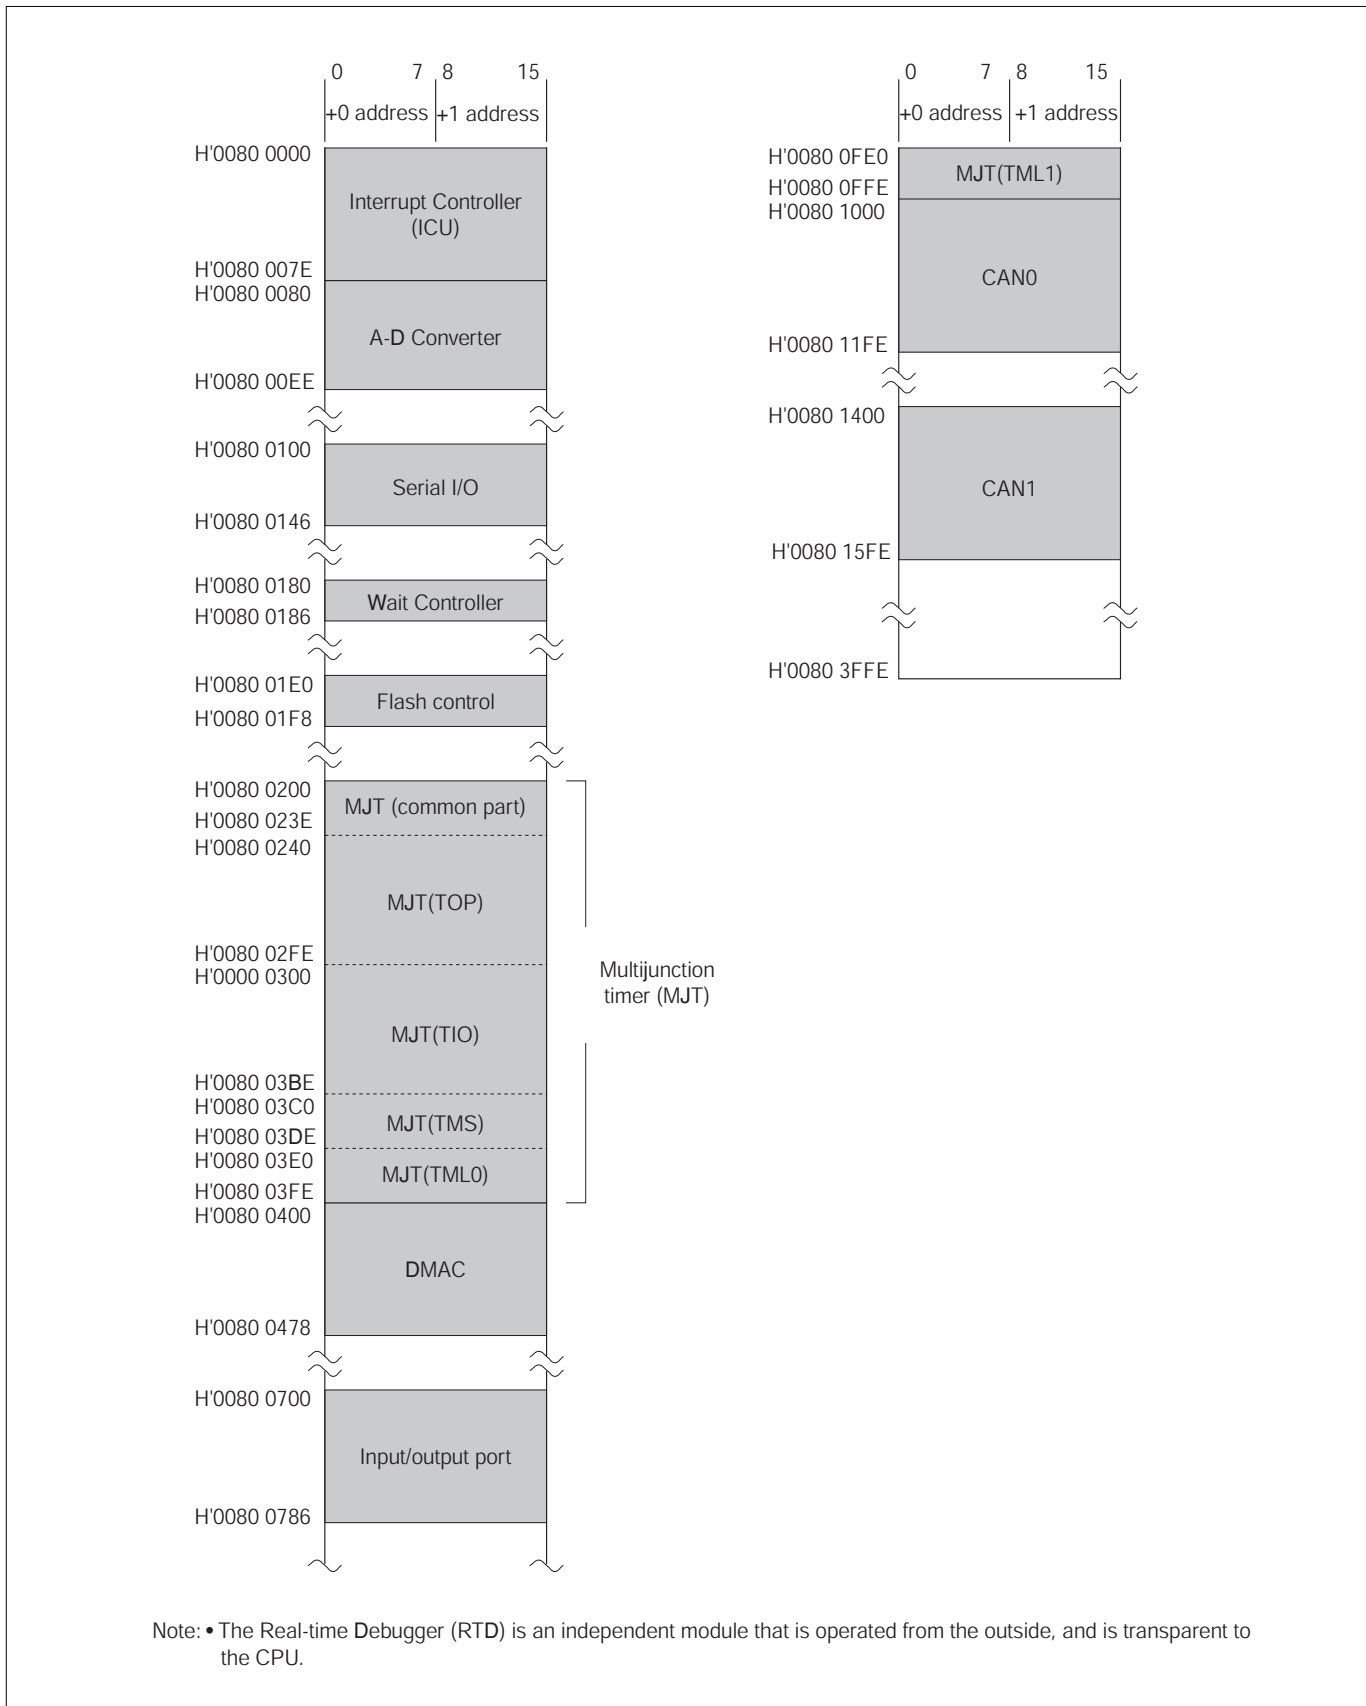 0 7 8 15
+0 address +1 address
H'0080 0000
Interrupt Controller
(ICU)
H'0080 007E
H'0080 0080
A-D Converter
H'0080 00EE
H'0080 0100
Serial I/O
H'0080 0146
H'0080 0180
Wait Controller
H'0080 0186
H'0080 01E0
Flash control
H'0080 01F8
H'0080 0200
MJT (common part)
H'0080 023E
H'0080 0240
MJT(TOP)
H'0080 02FE
H'0000 0300
MJT(TIO)
H'0080 03BE
H'0080 03C0
MJT(TMS)
H'0080 03DE
H'0080 03E0
MJT(TML0)
H'0080 03FE
H'0080 0400
DMAC
H'0080 0478
H'0080 0700
Input/output port
H'0080 0786
Multijunction
timer (MJT)
0 7 8 15
+0 address +1 address
H'0080 0FE0
MJT(TML1)
H'0080 0FFE
H'0080 1000
CAN0
H'0080 11FE
H'0080 1400
CAN1
H'0080 15FE
H'0080 3FFE
Note: • The Real-time Debugger (RTD) is an independent module that is operated from the outside, and is transparent to
the CPU.